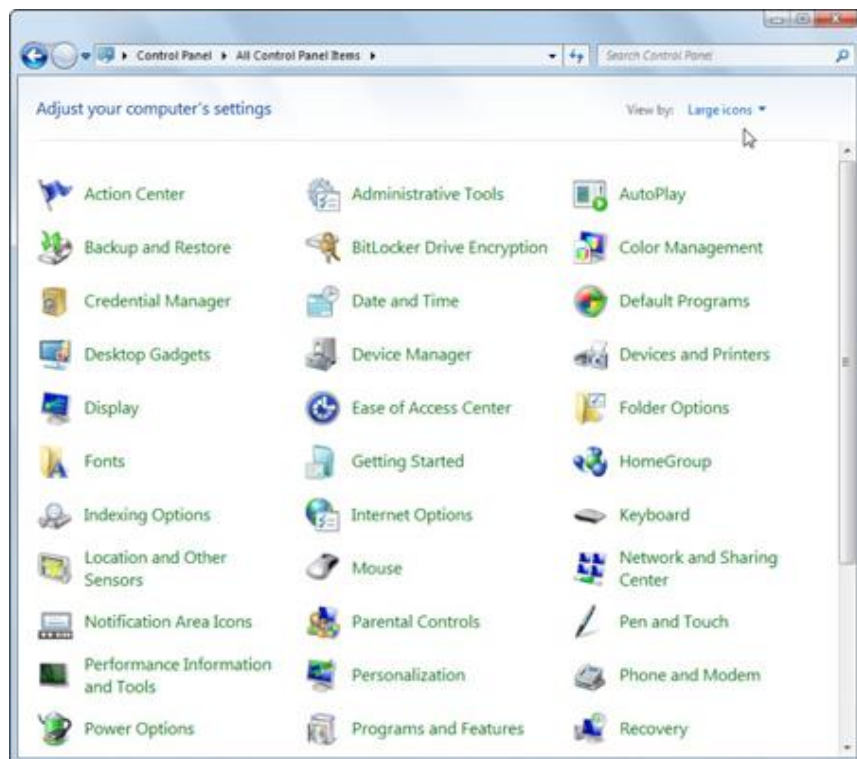 Control Panel All Control Panel Items Search Control Panel
Adjust your computer's settings View by: Large icons
Action Center Administrative Tools AutoPlay
Backup and Restore BitLocker Drive Encryption Color Management
Credential Manager Date and Time Default Programs
Desktop Gadgets Device Manager Devices and Printers
Display Ease of Access Center Folder Options
Fonts Getting Started HomeGroup
Indexing Options Internet Options Keyboard
Location and Other Sensors Mouse Network and Sharing Center
Notification Area Icons Parental Controls Pen and Touch
Performance Information and Tools Personalization Phone and Modem
Power Options Programs and Features Recovery